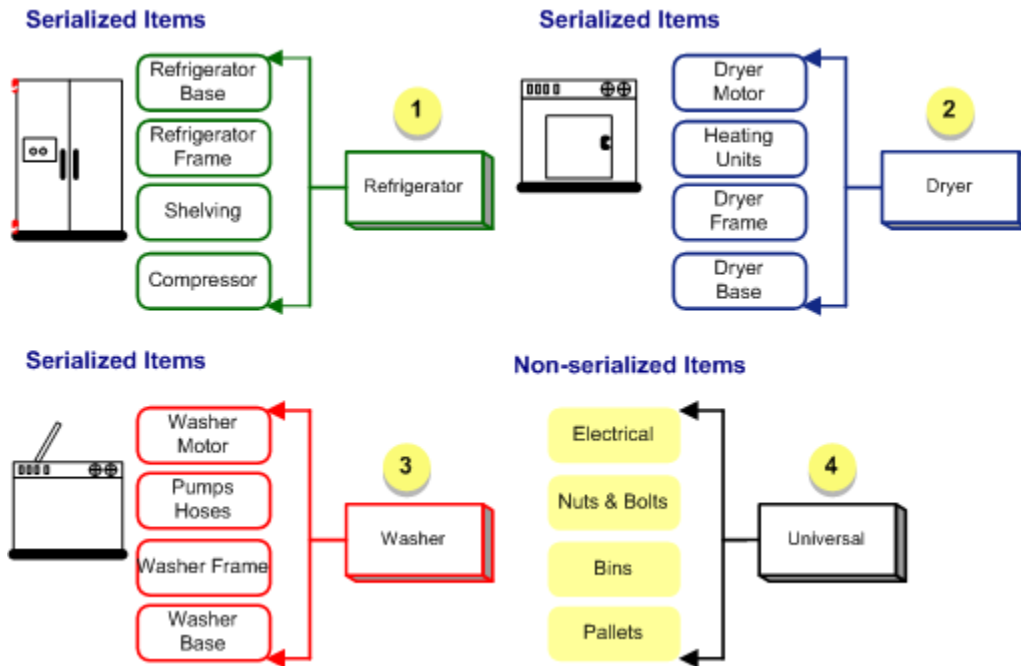 Serialized Items
Refrigerator
Base
Refrigerator
Frame
Shelving
Compressor
1
Refrigerator
Serialized Items
Dryer
Motor
Heating
Units
Dryer
Frame
Dryer
Base
2
Dryer
Serialized Items
Washer
Motor
Pumps
Hoses
Washer Frame
Washer
Base
3
Washer
Non-serialized Items
Electrical
Nuts & Bolts
Bins
Pallets
4
Universal